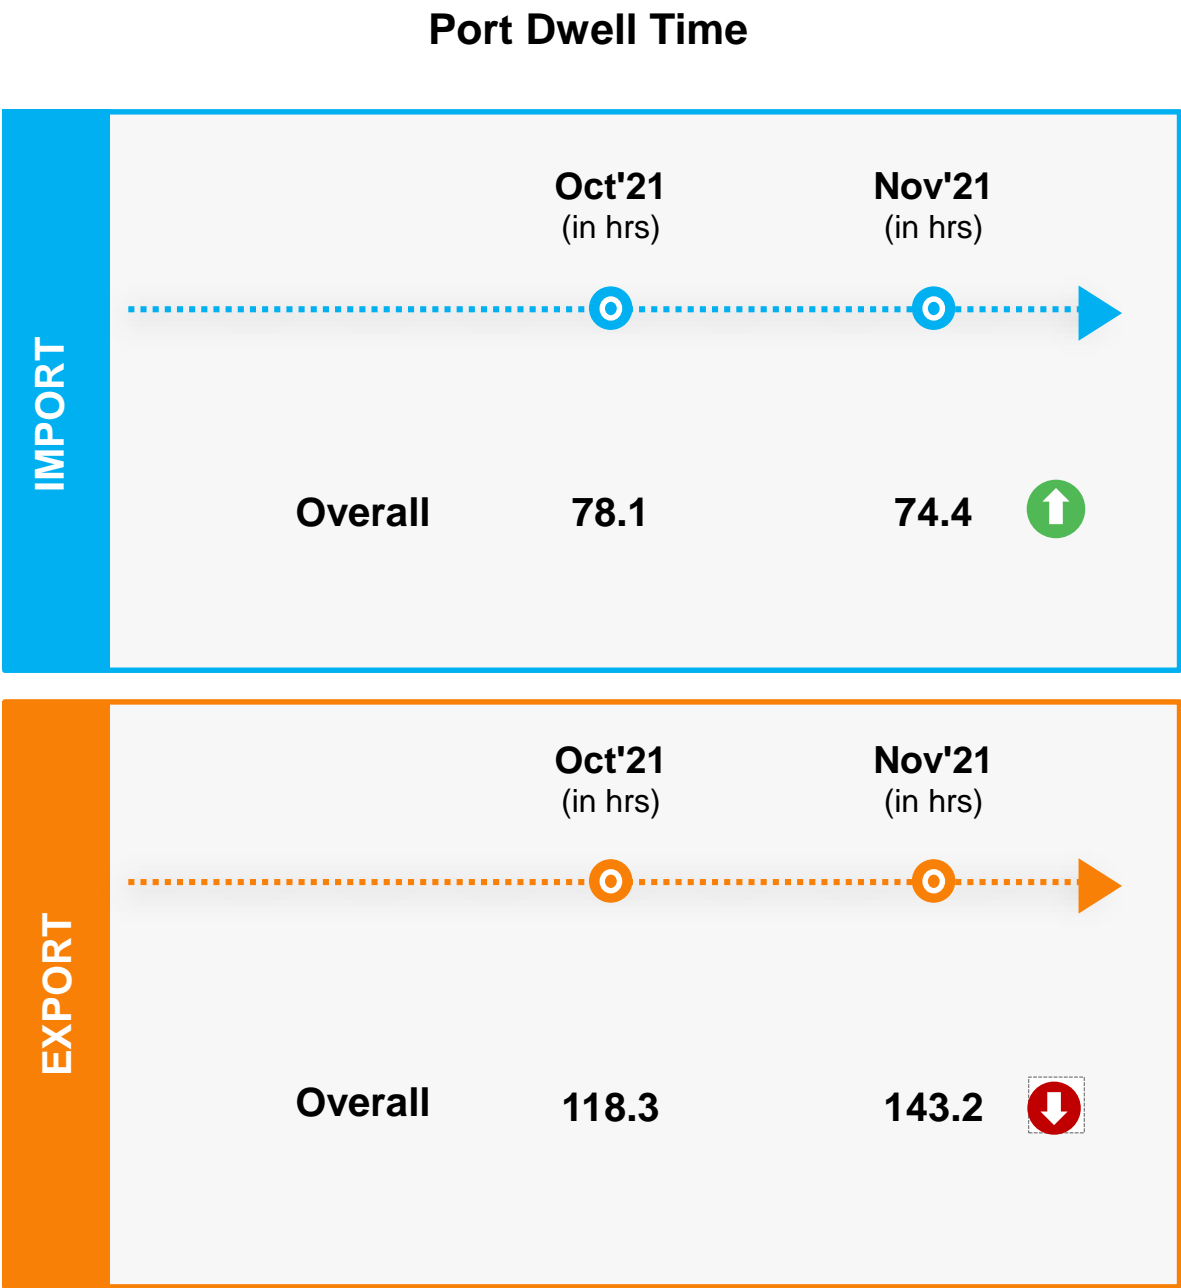 Port Dwell Time
IMPORT
Oct'21 Nov'21
(in hrs) (in hrs)
Overall 78.1 74.4
EXPORT
Oct'21 Nov'21
(in hrs) (in hrs)
Overall 118.3 143.2